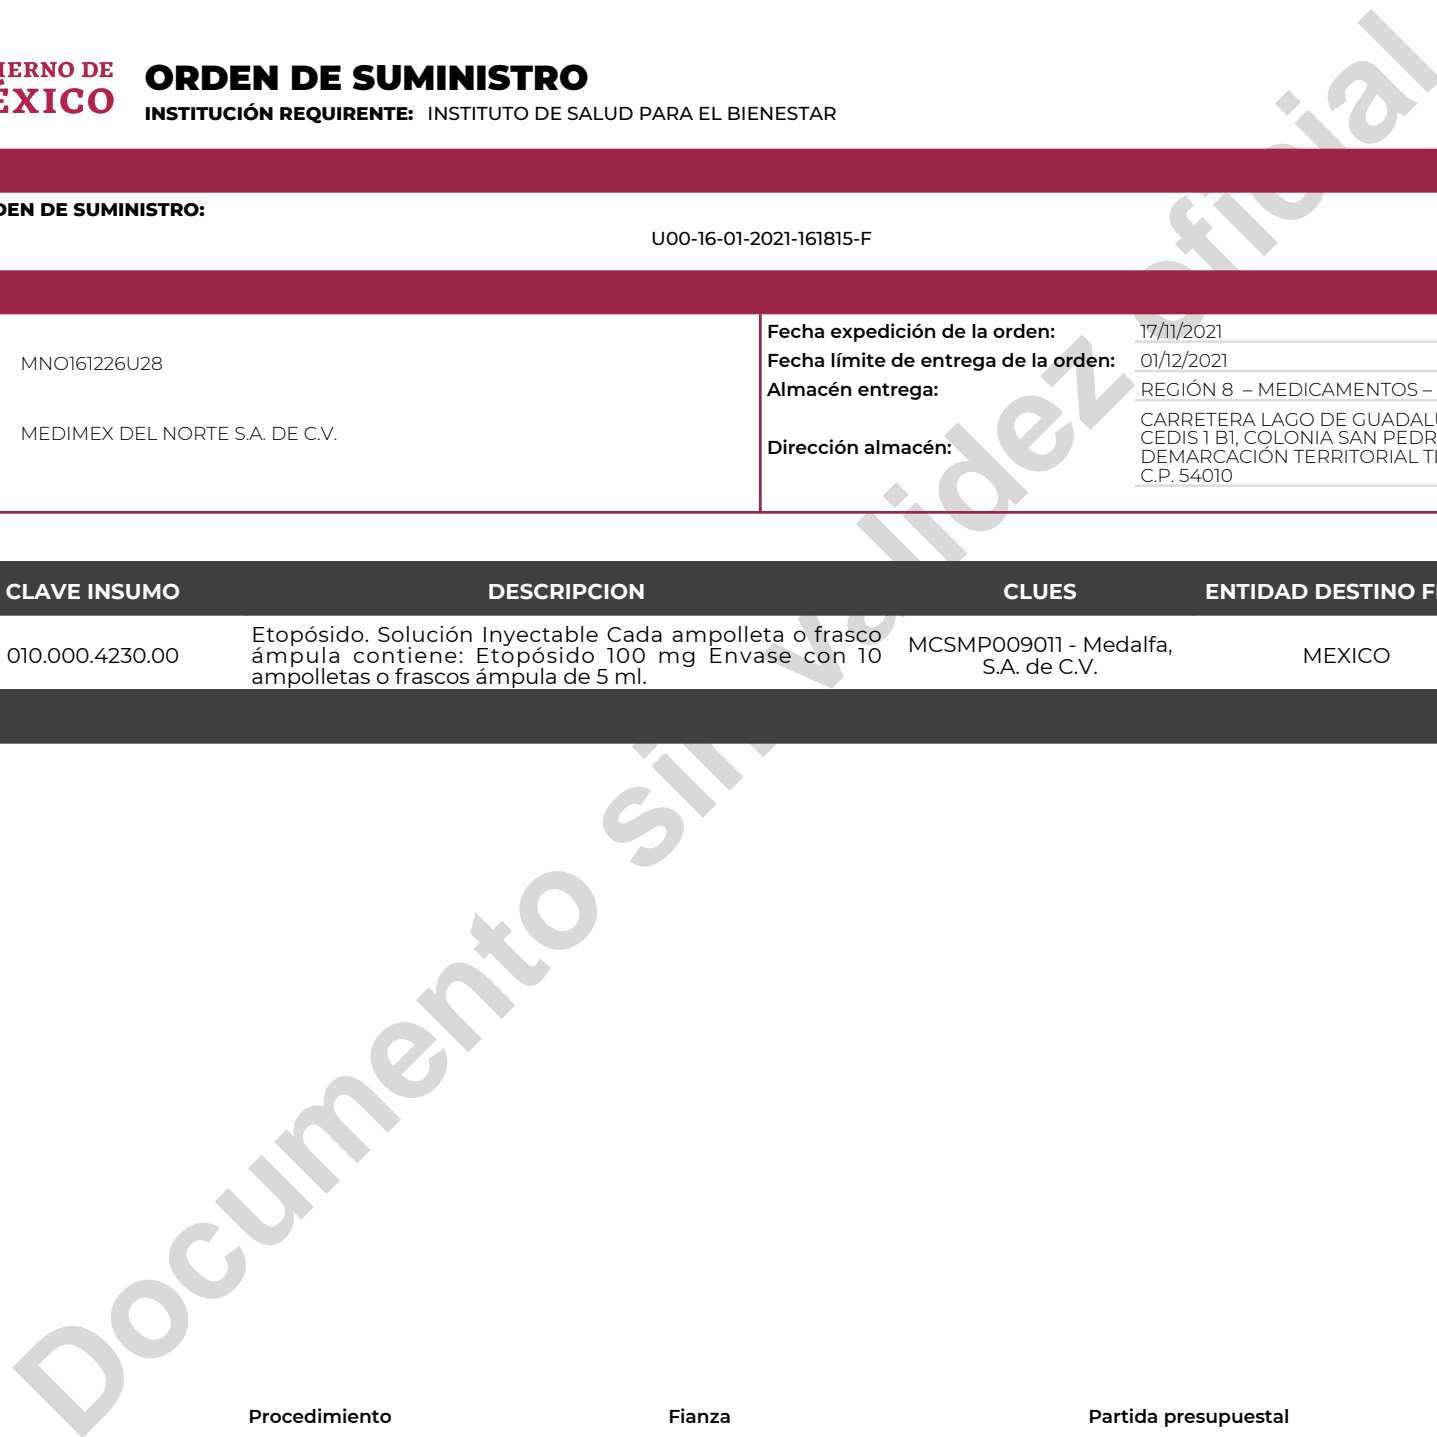 IERNO DE
ÉXICO
ORDEN DE SUMINISTRO
INSTITUCIÓN REQUIRENTE: INSTITUTO DE SALUD PARA EL BIENESTAR
DEN DE SUMINISTRO:
U00-16-01-2021-161815-F
MNO161226U28
MEDIMEX DEL NORTE S.A. DE C.V.
Fecha expedición de la orden: 17/11/2021
Fecha límite de entrega de la orden: 01/12/2021
Almacén entrega: REGIÓN 8 – MEDICAMENTOS –
Dirección almacén:
CARRETERA LAGO DE GUADALU
CEDIS 1 B1, COLONIA SAN PEDR
DEMARCACIÓN TERRITORIAL TL
C.P. 54010
CLAVE INSUMO DESCRIPCION CLUES ENTIDAD DESTINO FI
010.000.4230.00
Etopósido. Solución Inyectable Cada ampolleta o frasco
ámpula contiene: Etopósido 100 mg Envase con 10
ampolletas o frascos ámpula de 5 ml.
MCSMP009011 - Medalfa,
S.A. de C.V.
MEXICO
Documento sin validez oficial
Procedimiento Fianza Partida presupuestal